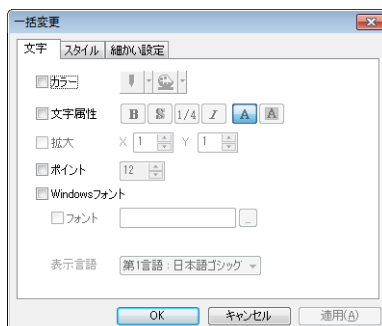 一括変更
文字 スタイル 細かい設定
カラー
文字属性 B S 1/4 I A A
拡大 X 1 Y 1
ポイント 12
Windowsフォント
フォント ...
表示言語 第1言語:日本語ゴシック
OK キャンセル 適用(A)